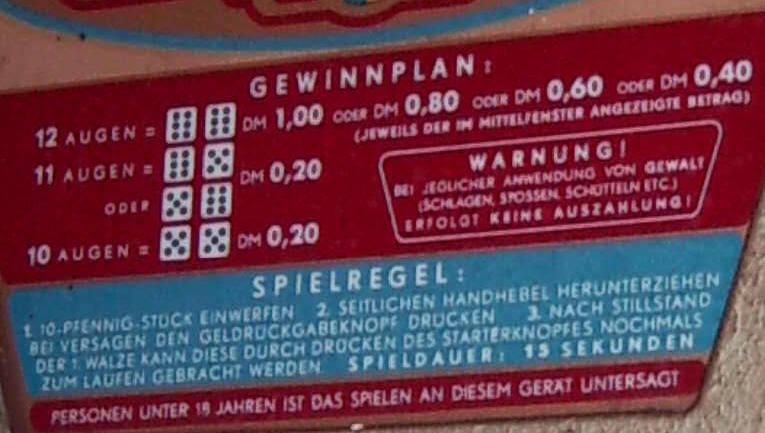 GEWINNPLAN:
12 AUGEN = DM 1,00 ODER DM 0,80 ODER DM 0,60 ODER DM 0,40
(JEWEILS DER IM MITTELFENSTER ANGEZEIGTE BETRAG)
11 AUGEN = DM 0,20
ODER
10 AUGEN = DM 0,20
WARNUNG!
BEI JEGLICHER ANWENDUNG VON GEWALT
(SCHLAGEN, STOSSEN, SCHÜTTELN ETC.)
ERFOLGT KEINE AUSZAHLUNG!
SPIELREGEL:
1. 10-PFENNIG-STÜCK EINWERFEN 2. SEITLICHEN HANDHEBEL HERUNTERZIEHEN
BEI VERSAGEN DEN GELDRÜCKGABEKNOPF DRÜCKEN 3. NACH STILLSTAND
DER 1. WALZE KANN DIESE DURCH DRÜCKEN DES STARTERKNOPFES NOCHMALS
ZUM LAUFEN GEBRACHT WERDEN SPIELDAUER: 15 SEKUNDEN
PERSONEN UNTER 18 JAHREN IST DAS SPIELEN AN DIESEM GERÄT UNTERSAGT